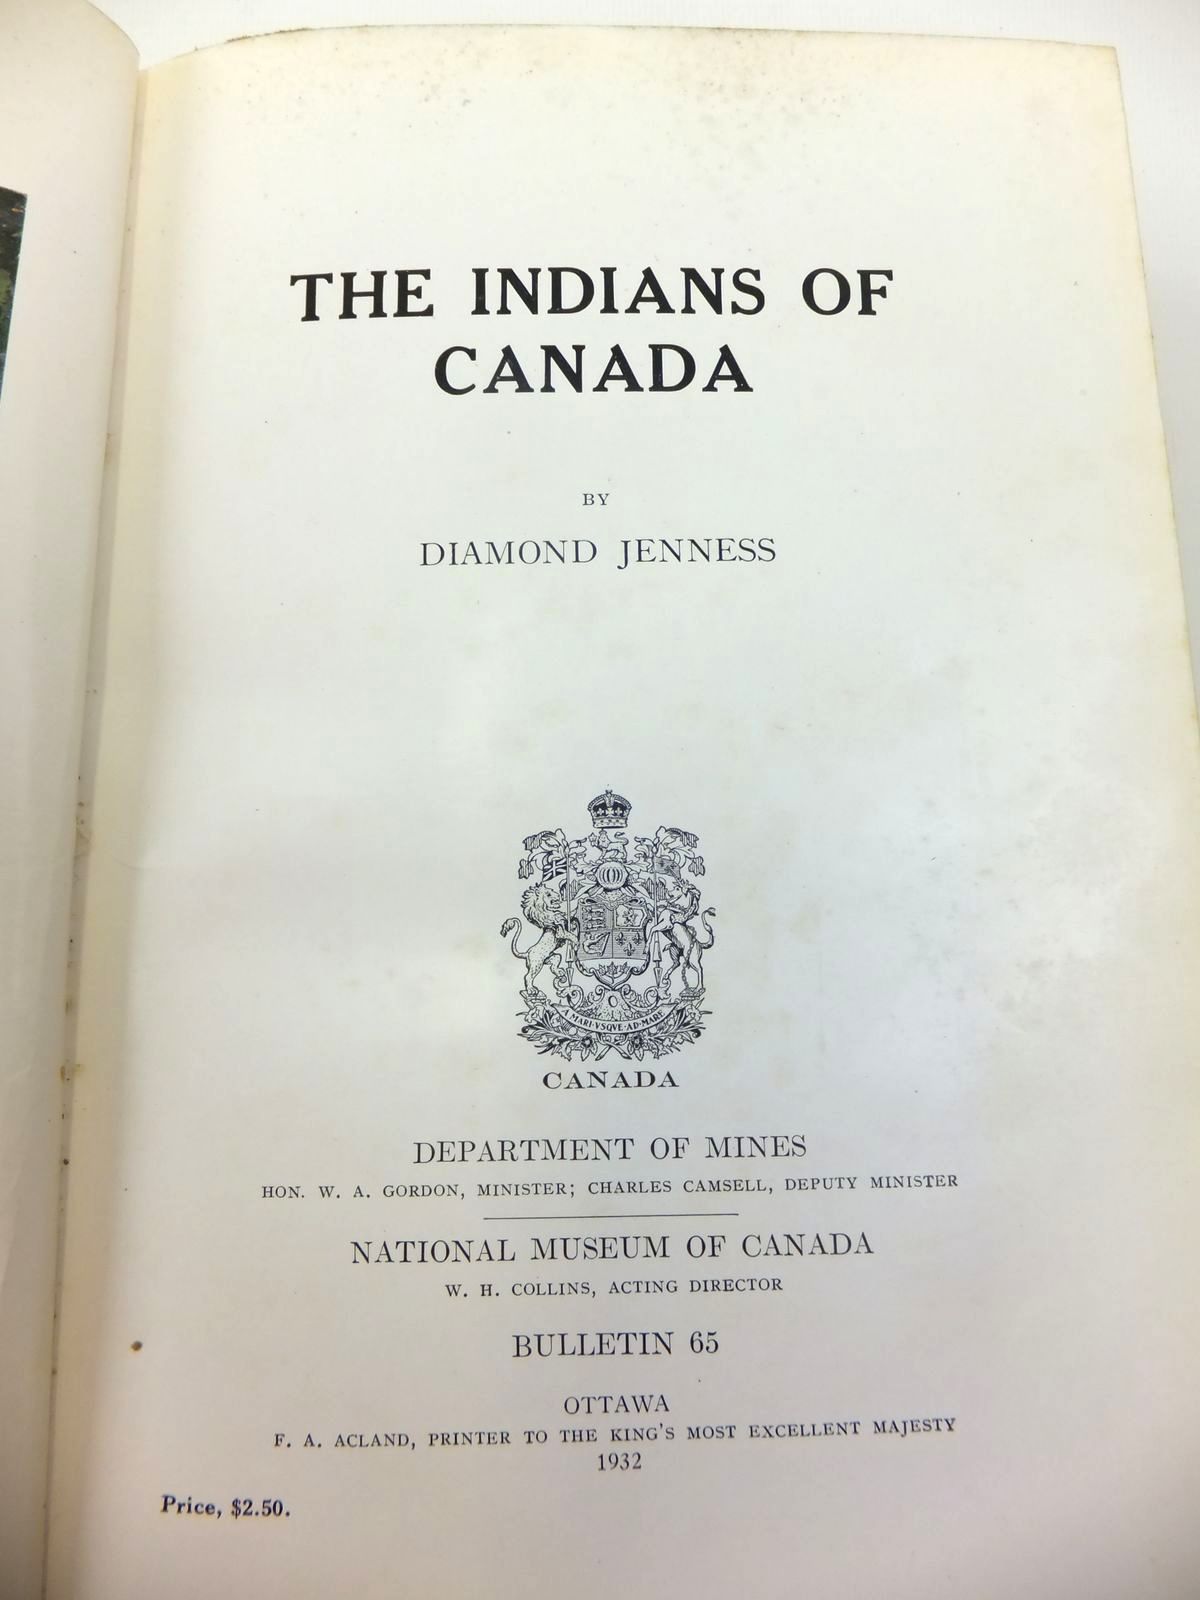 THE INDIANS OF
CANADA
BY
DIAMOND JENNESS
A·MARI·VSQVE·AD·MARE
CANADA
DEPARTMENT OF MINES
HON. W. A. GORDON, MINISTER; CHARLES CAMSELL, DEPUTY MINISTER
NATIONAL MUSEUM OF CANADA
W. H. COLLINS, ACTING DIRECTOR
BULLETIN 65
OTTAWA
F. A. ACLAND, PRINTER TO THE KING'S MOST EXCELLENT MAJESTY
1932
Price, $2.50.